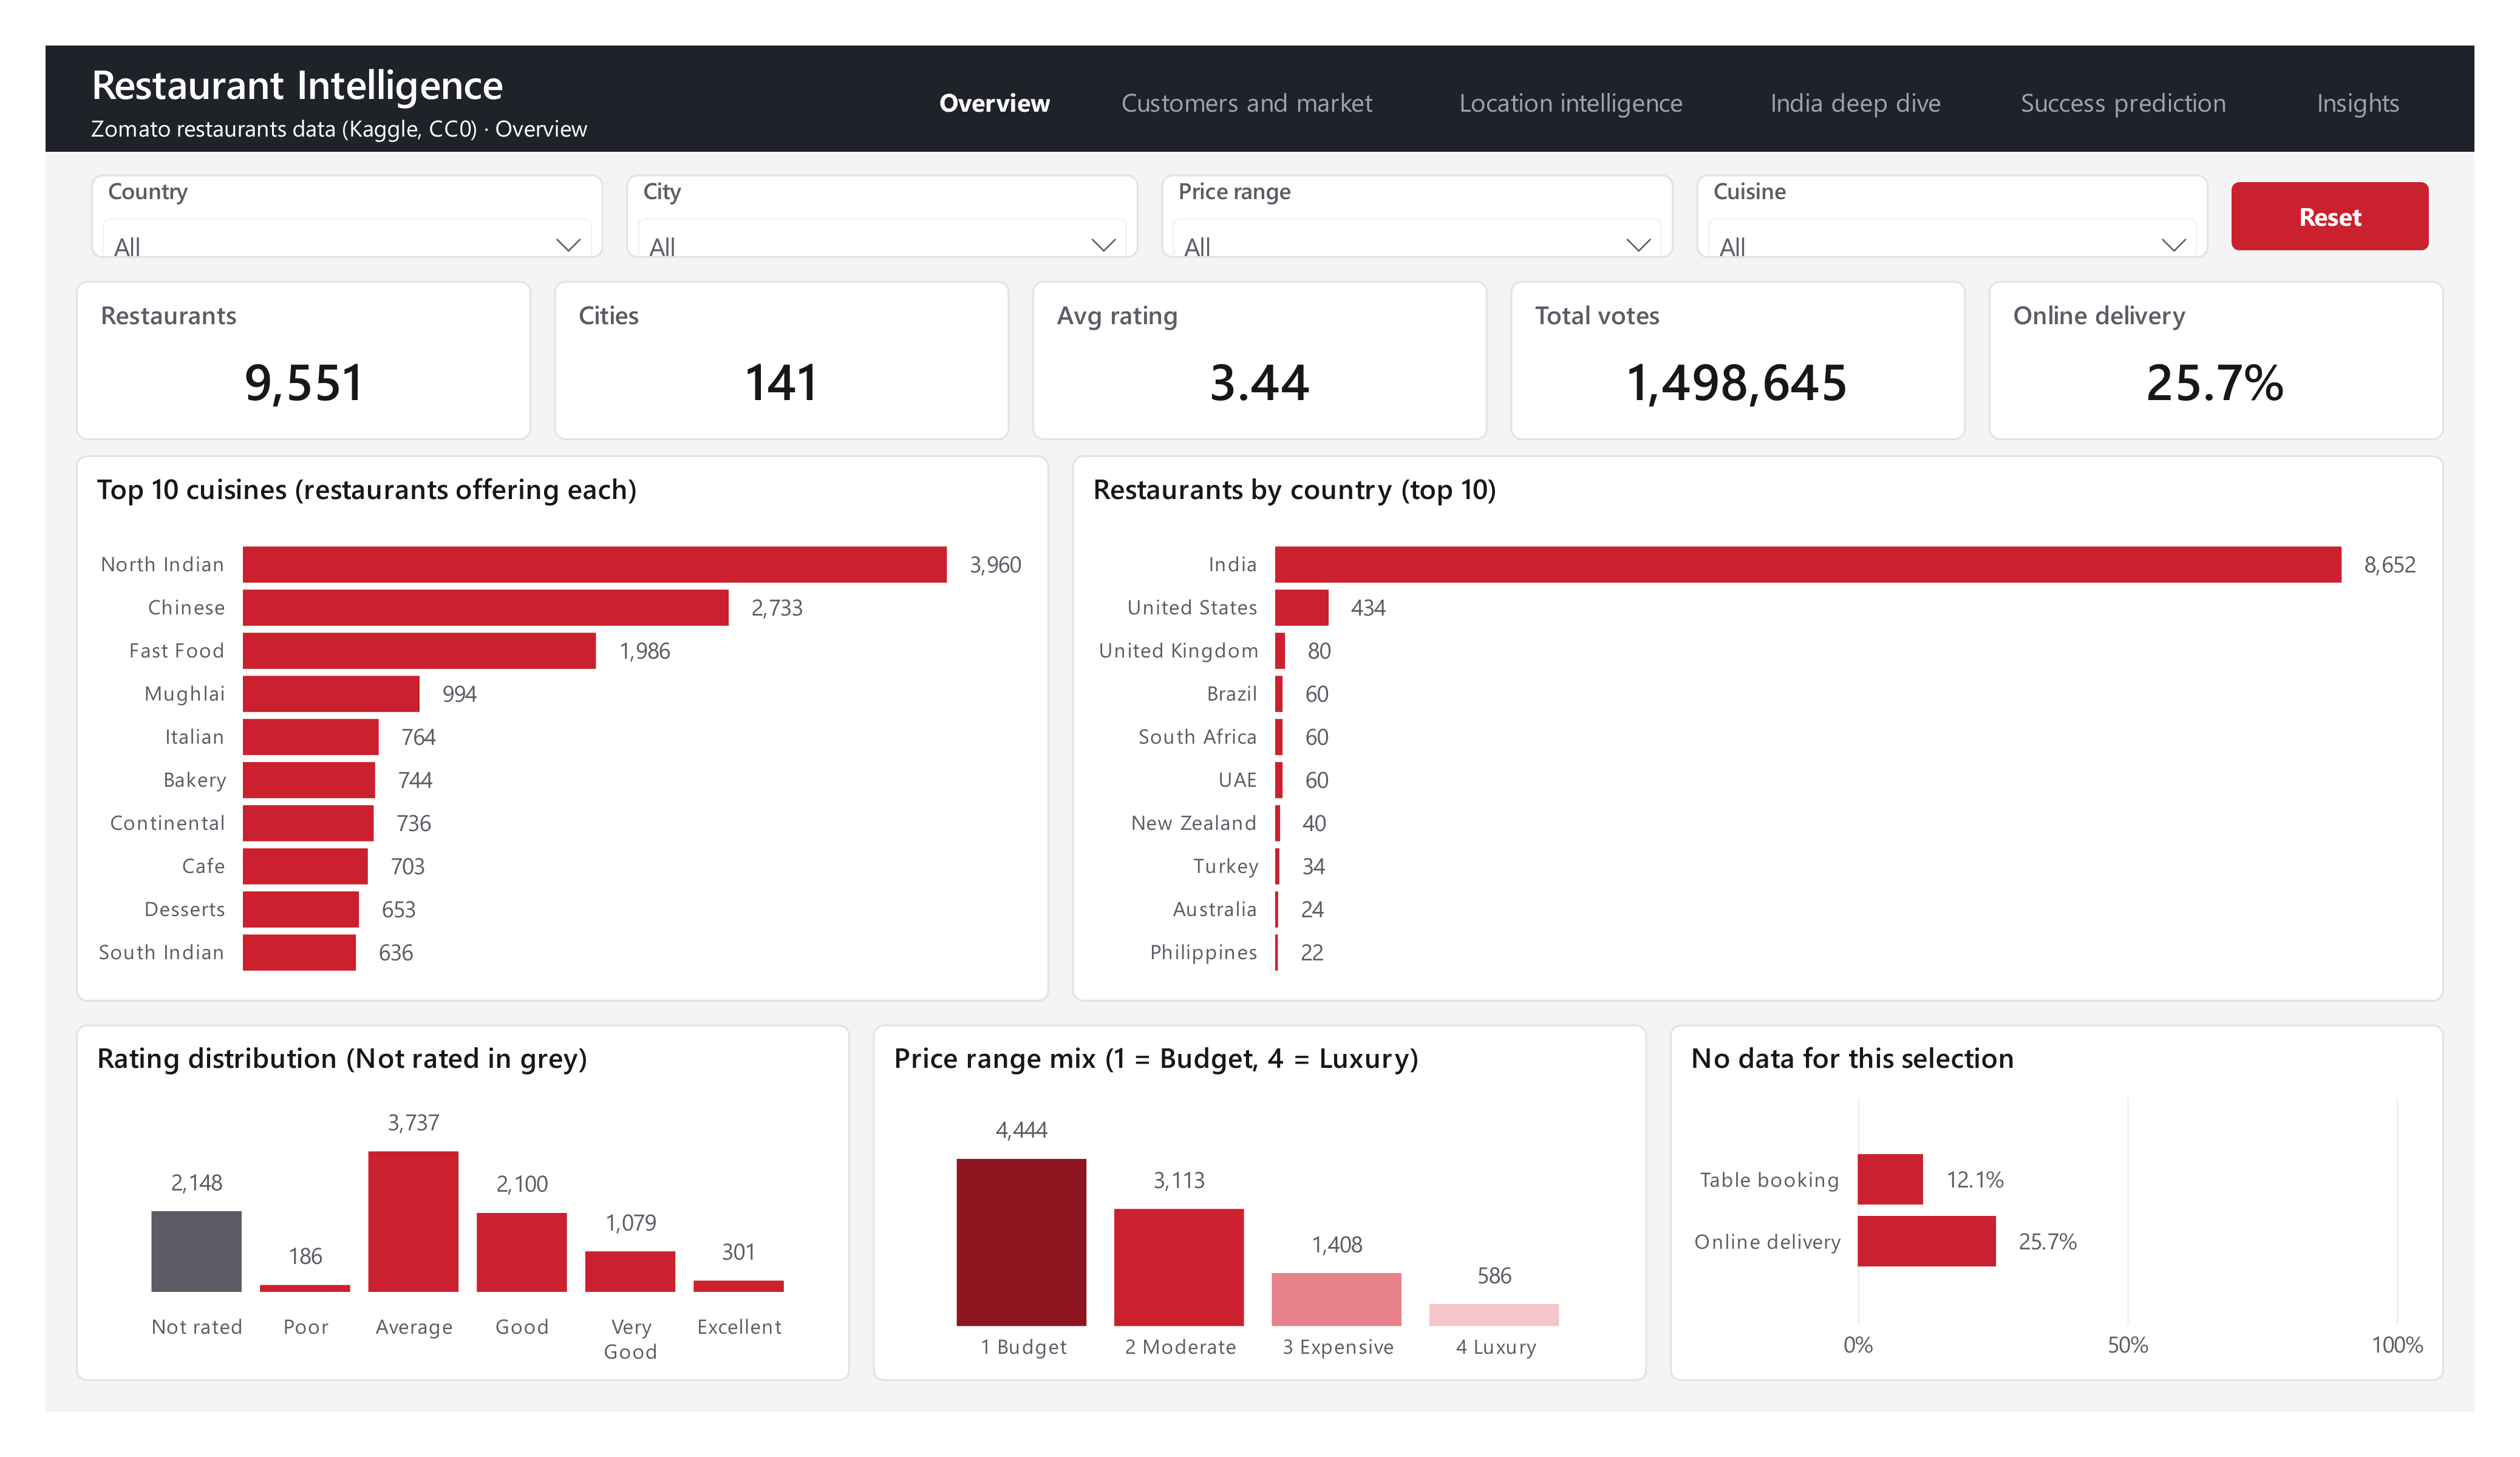 Restaurant Intelligence
Zomato restaurants data (Kaggle, CC0) · Overview
Overview
Customers and market
Location intelligence
India deep dive
Success prediction
Insights
Country
All
City
All
Price range
All
Cuisine
All
Reset
Restaurants
9,551
Cities
141
Avg rating
3.44
Total votes
1,498,645
Online delivery
25.7%
Top 10 cuisines (restaurants offering each)
North Indian 3,960
Chinese 2,733
Fast Food 1,986
Mughlai 994
Italian 764
Bakery 744
Continental 736
Cafe 703
Desserts 653
South Indian 636
Restaurants by country (top 10)
India 8,652
United States 434
United Kingdom 80
Brazil 60
South Africa 60
UAE 60
New Zealand 40
Turkey 34
Australia 24
Philippines 22
Rating distribution (Not rated in grey)
2,148
186
3,737
2,100
1,079
301
Not rated
Poor
Average
Good
Very
Good
Excellent
Price range mix (1 = Budget, 4 = Luxury)
4,444
3,113
1,408
586
1 Budget
2 Moderate
3 Expensive
4 Luxury
No data for this selection
Table booking 12.1%
Online delivery 25.7%
0%
50%
100%